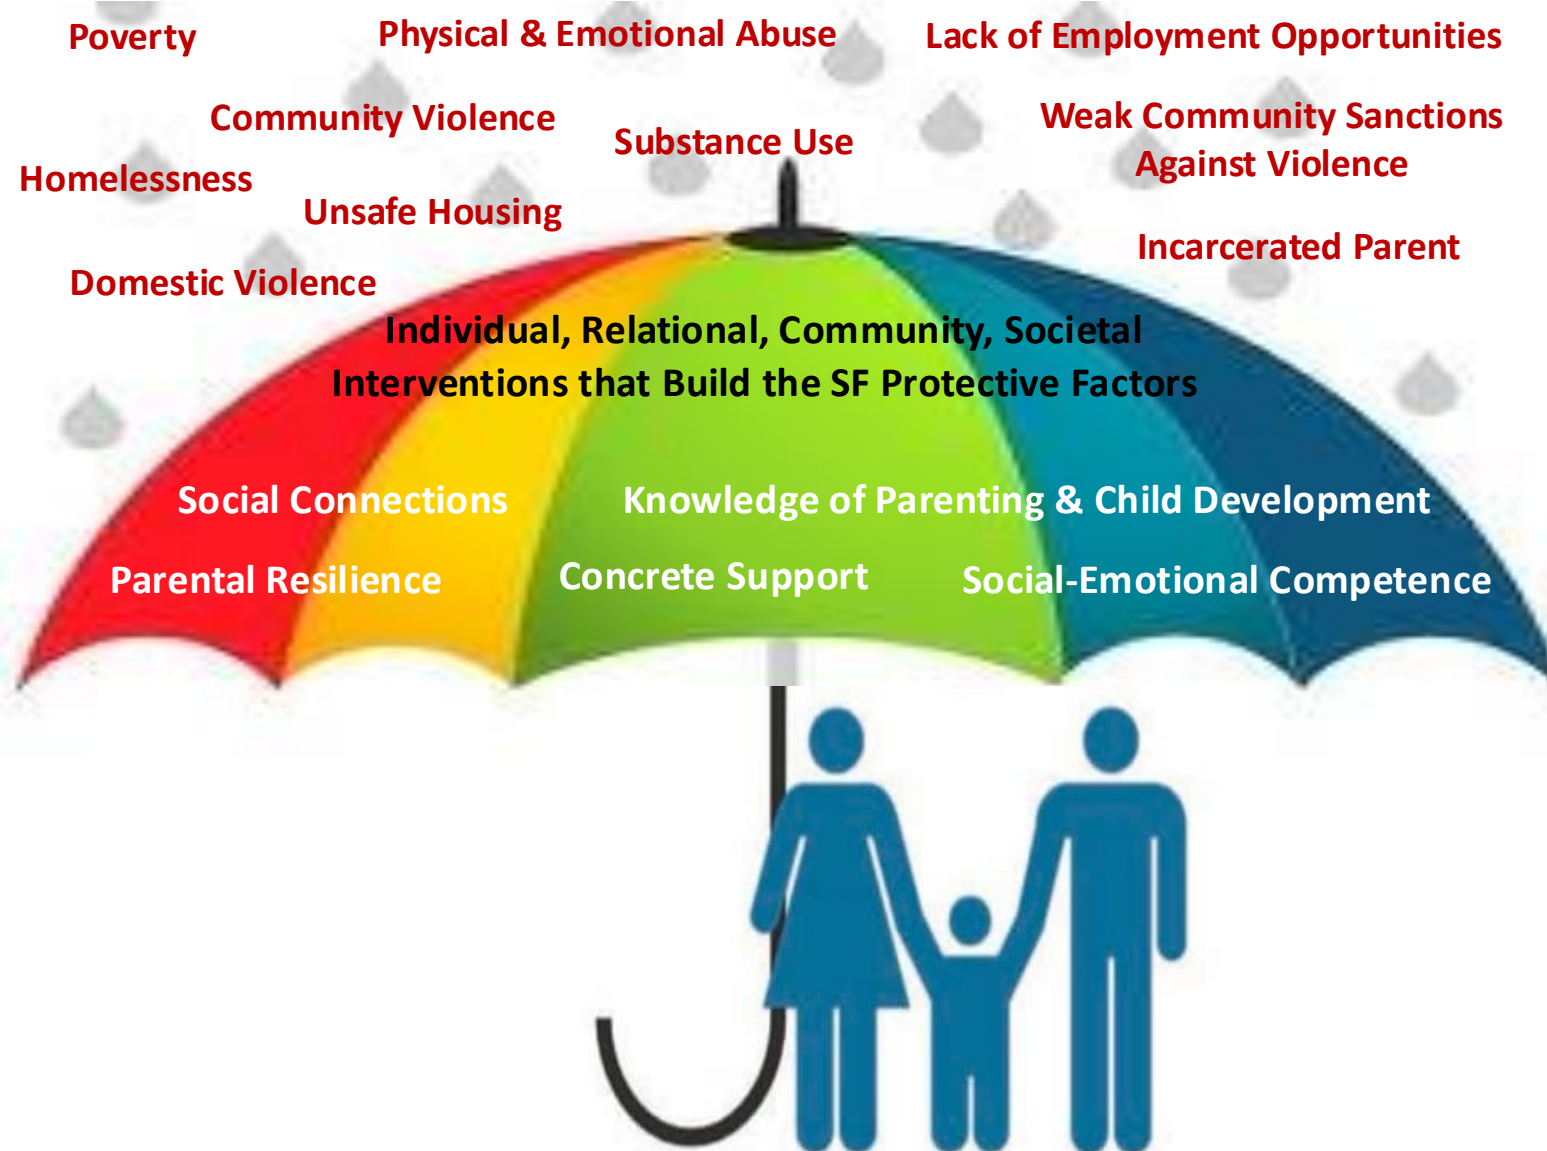 Poverty
Physical & Emotional Abuse
Lack of Employment Opportunities
Community Violence
Substance Use
Weak Community Sanctions
Against Violence
Homelessness
Unsafe Housing
Incarcerated Parent
Domestic Violence
Individual, Relational, Community, Societal
Interventions that Build the SF Protective Factors
Social Connections
Knowledge of Parenting & Child Development
Parental Resilience
Concrete Support
Social-Emotional Competence